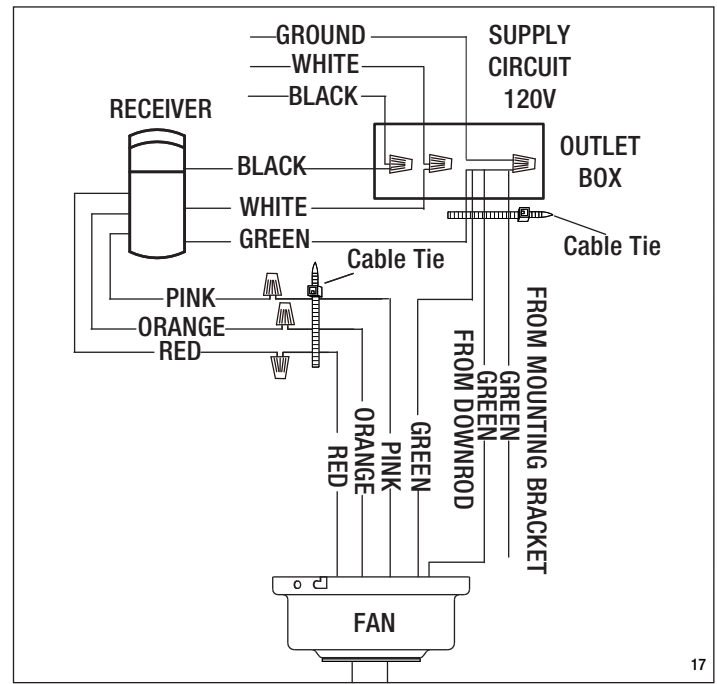 GROUND
WHITE
BLACK
SUPPLY
CIRCUIT
120V
RECEIVER
OUTLET
BOX
BLACK
WHITE
GREEN
Cable Tie
Cable Tie
PINK
ORANGE
RED
RED
ORANGE
PINK
GREEN
FROM DOWNROD
GREEN
GREEN
FROM MOUNTING BRACKET
FAN
17